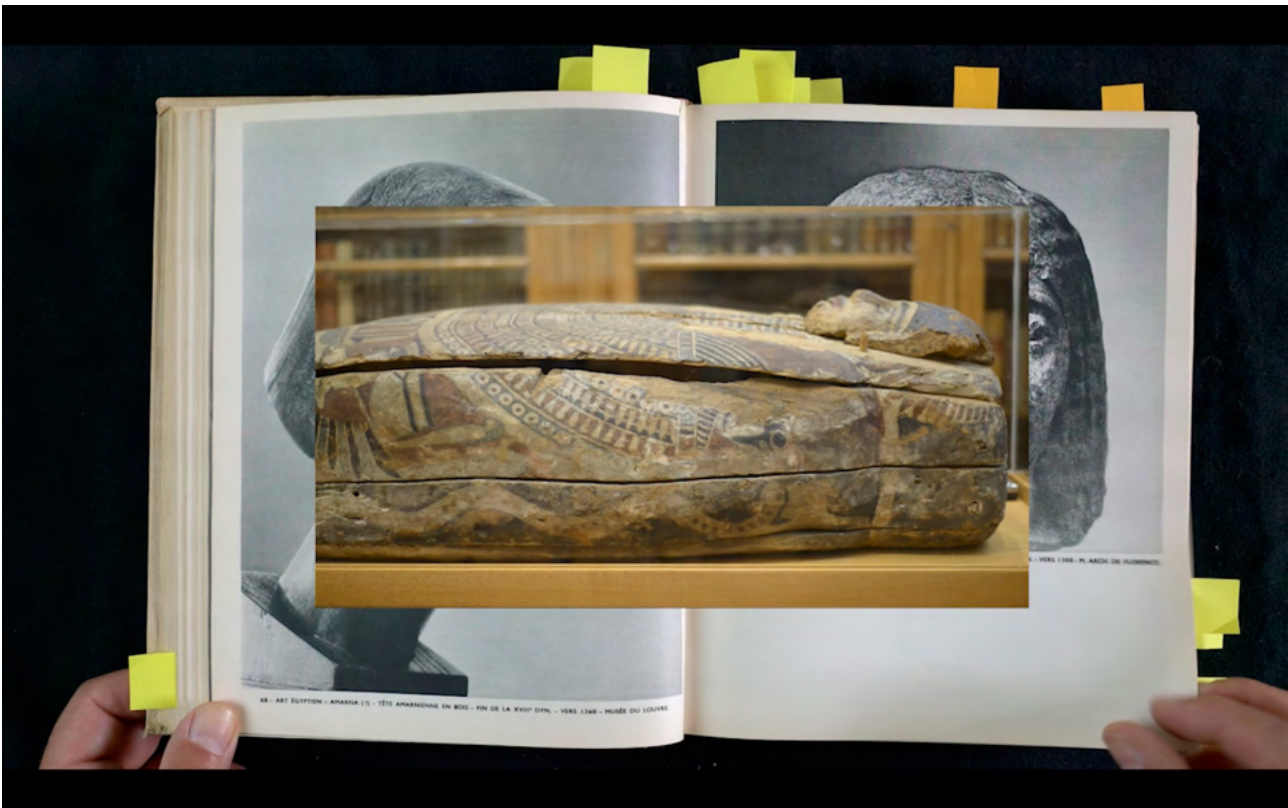 68 - ART ÉGYPTIEN - AMARNA (?) - TÊTE AMARNIENNE EN BOIS - FIN DE LA XVIIIᵉ DYN. - VERS 1360 - MUSÉE DU LOUVRE.
- VERS 1300 - M. ARCH. DE FLORENCE.